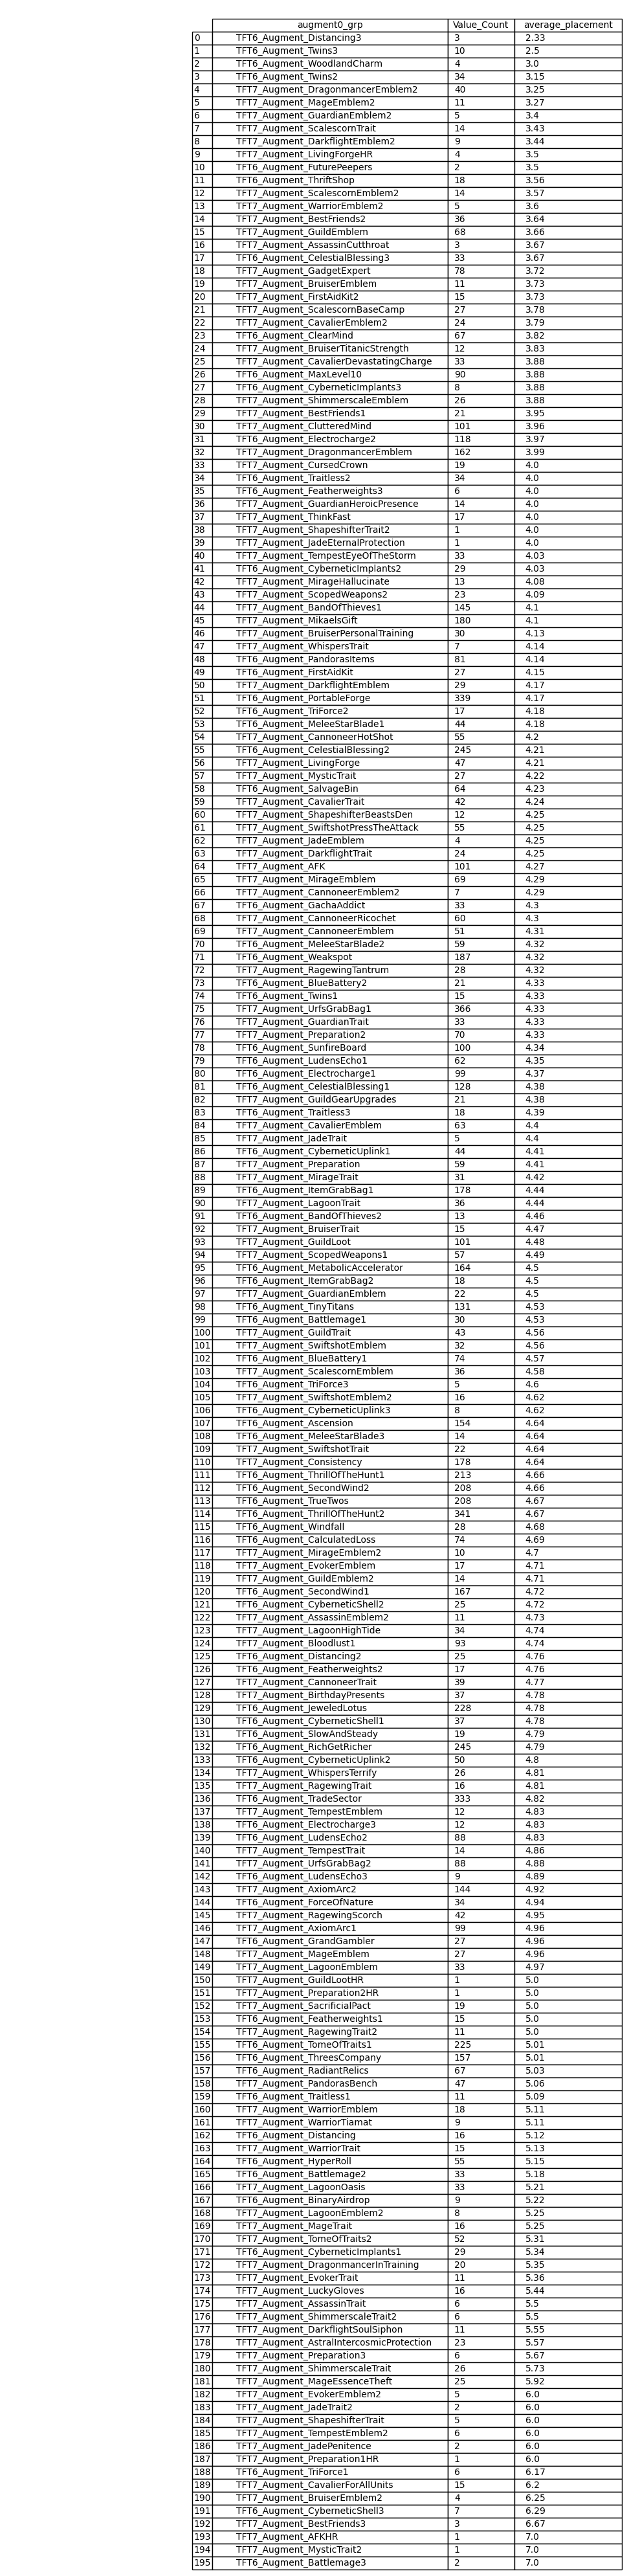 augment0_grp Value_Count average_placement
0 TFT6_Augment_Distancing3 3 2.33
1 TFT6_Augment_Twins3 10 2.5
2 TFT6_Augment_WoodlandCharm 4 3.0
3 TFT6_Augment_Twins2 34 3.15
4 TFT7_Augment_DragonmancerEmblem2 40 3.25
5 TFT7_Augment_MageEmblem2 11 3.27
6 TFT7_Augment_GuardianEmblem2 5 3.4
7 TFT7_Augment_ScalescornTrait 14 3.43
8 TFT7_Augment_DarkflightEmblem2 9 3.44
9 TFT7_Augment_LivingForgeHR 4 3.5
10 TFT6_Augment_FuturePeepers 2 3.5
11 TFT6_Augment_ThriftShop 18 3.56
12 TFT7_Augment_ScalescornEmblem2 14 3.57
13 TFT7_Augment_WarriorEmblem2 5 3.6
14 TFT7_Augment_BestFriends2 36 3.64
15 TFT7_Augment_GuildEmblem 68 3.66
16 TFT7_Augment_AssassinCutthroat 3 3.67
17 TFT6_Augment_CelestialBlessing3 33 3.67
18 TFT7_Augment_GadgetExpert 78 3.72
19 TFT7_Augment_BruiserEmblem 11 3.73
20 TFT7_Augment_FirstAidKit2 15 3.73
21 TFT7_Augment_ScalescornBaseCamp 27 3.78
22 TFT7_Augment_CavalierEmblem2 24 3.79
23 TFT6_Augment_ClearMind 67 3.82
24 TFT7_Augment_BruiserTitanicStrength 12 3.83
25 TFT7_Augment_CavalierDevastatingCharge 33 3.88
26 TFT7_Augment_MaxLevel10 90 3.88
27 TFT6_Augment_CyberneticImplants3 8 3.88
28 TFT7_Augment_ShimmerscaleEmblem 26 3.88
29 TFT7_Augment_BestFriends1 21 3.95
30 TFT7_Augment_ClutteredMind 101 3.96
31 TFT6_Augment_Electrocharge2 118 3.97
32 TFT7_Augment_DragonmancerEmblem 162 3.99
33 TFT7_Augment_CursedCrown 19 4.0
34 TFT6_Augment_Traitless2 34 4.0
35 TFT6_Augment_Featherweights3 6 4.0
36 TFT7_Augment_GuardianHeroicPresence 14 4.0
37 TFT7_Augment_ThinkFast 17 4.0
38 TFT7_Augment_ShapeshifterTrait2 1 4.0
39 TFT7_Augment_JadeEternalProtection 1 4.0
40 TFT7_Augment_TempestEyeOfTheStorm 33 4.03
41 TFT6_Augment_CyberneticImplants2 29 4.03
42 TFT7_Augment_MirageHallucinate 13 4.08
43 TFT7_Augment_ScopedWeapons2 23 4.09
44 TFT7_Augment_BandOfThieves1 145 4.1
45 TFT7_Augment_MikaelsGift 180 4.1
46 TFT7_Augment_BruiserPersonalTraining 30 4.13
47 TFT7_Augment_WhispersTrait 7 4.14
48 TFT6_Augment_PandorasItems 81 4.14
49 TFT6_Augment_FirstAidKit 27 4.15
50 TFT7_Augment_DarkflightEmblem 29 4.17
51 TFT6_Augment_PortableForge 339 4.17
52 TFT6_Augment_TriForce2 17 4.18
53 TFT6_Augment_MeleeStarBlade1 44 4.18
54 TFT7_Augment_CannoneerHotShot 55 4.2
55 TFT6_Augment_CelestialBlessing2 245 4.21
56 TFT7_Augment_LivingForge 47 4.21
57 TFT7_Augment_MysticTrait 27 4.22
58 TFT6_Augment_SalvageBin 64 4.23
59 TFT7_Augment_CavalierTrait 42 4.24
60 TFT7_Augment_ShapeshifterBeastsDen 12 4.25
61 TFT7_Augment_SwiftshotPressTheAttack 55 4.25
62 TFT7_Augment_JadeEmblem 4 4.25
63 TFT7_Augment_DarkflightTrait 24 4.25
64 TFT7_Augment_AFK 101 4.27
65 TFT7_Augment_MirageEmblem 69 4.29
66 TFT7_Augment_CannoneerEmblem2 7 4.29
67 TFT7_Augment_GachaAddict 33 4.3
68 TFT7_Augment_CannoneerRicochet 60 4.3
69 TFT7_Augment_CannoneerEmblem 51 4.31
70 TFT6_Augment_MeleeStarBlade2 59 4.32
71 TFT6_Augment_Weakspot 187 4.32
72 TFT7_Augment_RagewingTantrum 28 4.32
73 TFT7_Augment_BlueBattery2 21 4.33
74 TFT6_Augment_Twins1 15 4.33
75 TFT7_Augment_UrfsGrabBag1 366 4.33
76 TFT7_Augment_GuardianTrait 33 4.33
77 TFT7_Augment_Preparation2 70 4.33
78 TFT6_Augment_SunfireBoard 100 4.34
79 TFT6_Augment_LudensEcho1 62 4.35
80 TFT6_Augment_Electrocharge1 99 4.37
81 TFT6_Augment_CelestialBlessing1 128 4.38
82 TFT7_Augment_GuildGearUpgrades 21 4.38
83 TFT6_Augment_Traitless3 18 4.39
84 TFT7_Augment_CavalierEmblem 63 4.4
85 TFT7_Augment_JadeTrait 5 4.4
86 TFT6_Augment_CyberneticUplink1 44 4.41
87 TFT7_Augment_Preparation 59 4.41
88 TFT7_Augment_MirageTrait 31 4.42
89 TFT6_Augment_ItemGrabBag1 178 4.44
90 TFT7_Augment_LagoonTrait 36 4.44
91 TFT6_Augment_BandOfThieves2 13 4.46
92 TFT7_Augment_BruiserTrait 15 4.47
93 TFT7_Augment_GuildLoot 101 4.48
94 TFT7_Augment_ScopedWeapons1 57 4.49
95 TFT6_Augment_MetabolicAccelerator 164 4.5
96 TFT6_Augment_ItemGrabBag2 18 4.5
97 TFT7_Augment_GuardianEmblem 22 4.5
98 TFT6_Augment_TinyTitans 131 4.53
99 TFT6_Augment_Battlemage1 30 4.53
100 TFT7_Augment_GuildTrait 43 4.56
101 TFT7_Augment_SwiftshotEmblem 32 4.56
102 TFT6_Augment_BlueBattery1 74 4.57
103 TFT7_Augment_ScalescornEmblem 36 4.58
104 TFT6_Augment_TriForce3 5 4.6
105 TFT7_Augment_SwiftshotEmblem2 16 4.62
106 TFT6_Augment_CyberneticUplink3 8 4.62
107 TFT6_Augment_Ascension 154 4.64
108 TFT6_Augment_MeleeStarBlade3 14 4.64
109 TFT7_Augment_SwiftshotTrait 22 4.64
110 TFT7_Augment_Consistency 178 4.64
111 TFT6_Augment_ThrillOfTheHunt1 213 4.66
112 TFT6_Augment_SecondWind2 208 4.66
113 TFT6_Augment_TrueTwos 208 4.67
114 TFT6_Augment_ThrillOfTheHunt2 341 4.67
115 TFT6_Augment_Windfall 28 4.68
116 TFT6_Augment_CalculatedLoss 74 4.69
117 TFT7_Augment_MirageEmblem2 10 4.7
118 TFT7_Augment_EvokerEmblem 17 4.71
119 TFT7_Augment_GuildEmblem2 14 4.71
120 TFT6_Augment_SecondWind1 167 4.72
121 TFT6_Augment_CyberneticShell2 25 4.72
122 TFT7_Augment_AssassinEmblem2 11 4.73
123 TFT7_Augment_LagoonHighTide 34 4.74
124 TFT7_Augment_Bloodlust1 93 4.74
125 TFT6_Augment_Distancing2 25 4.76
126 TFT6_Augment_Featherweights2 17 4.76
127 TFT7_Augment_CannoneerTrait 39 4.77
128 TFT7_Augment_BirthdayPresents 37 4.78
129 TFT6_Augment_JeweledLotus 228 4.78
130 TFT6_Augment_CyberneticShell1 37 4.78
131 TFT6_Augment_SlowAndSteady 19 4.79
132 TFT6_Augment_RichGetRicher 245 4.79
133 TFT6_Augment_CyberneticUplink2 50 4.8
134 TFT7_Augment_WhispersTerrify 26 4.81
135 TFT7_Augment_RagewingTrait 16 4.81
136 TFT6_Augment_TradeSector 333 4.82
137 TFT7_Augment_TempestEmblem 12 4.83
138 TFT6_Augment_Electrocharge3 12 4.83
139 TFT6_Augment_LudensEcho2 88 4.83
140 TFT7_Augment_TempestTrait 14 4.86
141 TFT7_Augment_UrfsGrabBag2 88 4.88
142 TFT6_Augment_LudensEcho3 9 4.89
143 TFT7_Augment_AxiomArc2 144 4.92
144 TFT6_Augment_ForceOfNature 34 4.94
145 TFT7_Augment_RagewingScorch 42 4.95
146 TFT7_Augment_AxiomArc1 99 4.96
147 TFT6_Augment_GrandGambler 27 4.96
148 TFT7_Augment_MageEmblem 27 4.96
149 TFT7_Augment_LagoonEmblem 33 4.97
150 TFT7_Augment_GuildLootHR 1 5.0
151 TFT7_Augment_Preparation2HR 1 5.0
152 TFT7_Augment_SacrificialPact 19 5.0
153 TFT6_Augment_Featherweights1 15 5.0
154 TFT7_Augment_RagewingTrait2 11 5.0
155 TFT6_Augment_TomeOfTraits1 225 5.01
156 TFT6_Augment_ThreesCompany 157 5.01
157 TFT6_Augment_RadiantRelics 67 5.03
158 TFT7_Augment_PandorasBench 47 5.06
159 TFT6_Augment_Traitless1 11 5.09
160 TFT7_Augment_WarriorEmblem 18 5.11
161 TFT7_Augment_WarriorTiamat 9 5.11
162 TFT6_Augment_Distancing 16 5.12
163 TFT7_Augment_WarriorTrait 15 5.13
164 TFT6_Augment_HyperRoll 55 5.15
165 TFT6_Augment_Battlemage2 33 5.18
166 TFT7_Augment_LagoonOasis 33 5.21
167 TFT6_Augment_BinaryAirdrop 9 5.22
168 TFT7_Augment_LagoonEmblem2 8 5.25
169 TFT7_Augment_MageTrait 16 5.25
170 TFT7_Augment_TomeOfTraits2 52 5.31
171 TFT6_Augment_CyberneticImplants1 29 5.34
172 TFT7_Augment_DragonmancerInTraining 20 5.35
173 TFT7_Augment_EvokerTrait 11 5.36
174 TFT7_Augment_LuckyGloves 16 5.44
175 TFT7_Augment_AssassinTrait 6 5.5
176 TFT7_Augment_ShimmerscaleTrait2 6 5.5
177 TFT7_Augment_DarkflightSoulSiphon 11 5.55
178 TFT7_Augment_AstralIntercosmicProtection 23 5.57
179 TFT7_Augment_Preparation3 6 5.67
180 TFT7_Augment_ShimmerscaleTrait 26 5.73
181 TFT7_Augment_MageEssenceTheft 25 5.92
182 TFT7_Augment_EvokerEmblem2 5 6.0
183 TFT7_Augment_JadeTrait2 2 6.0
184 TFT7_Augment_ShapeshifterTrait 5 6.0
185 TFT7_Augment_TempestEmblem2 6 6.0
186 TFT7_Augment_JadePenitence 2 6.0
187 TFT7_Augment_Preparation1HR 1 6.0
188 TFT6_Augment_TriForce1 6 6.17
189 TFT7_Augment_CavalierForAllUnits 15 6.2
190 TFT7_Augment_BruiserEmblem2 4 6.25
191 TFT6_Augment_CyberneticShell3 7 6.29
192 TFT7_Augment_BestFriends3 3 6.67
193 TFT7_Augment_AFKHR 1 7.0
194 TFT7_Augment_MysticTrait2 1 7.0
195 TFT6_Augment_Battlemage3 2 7.0